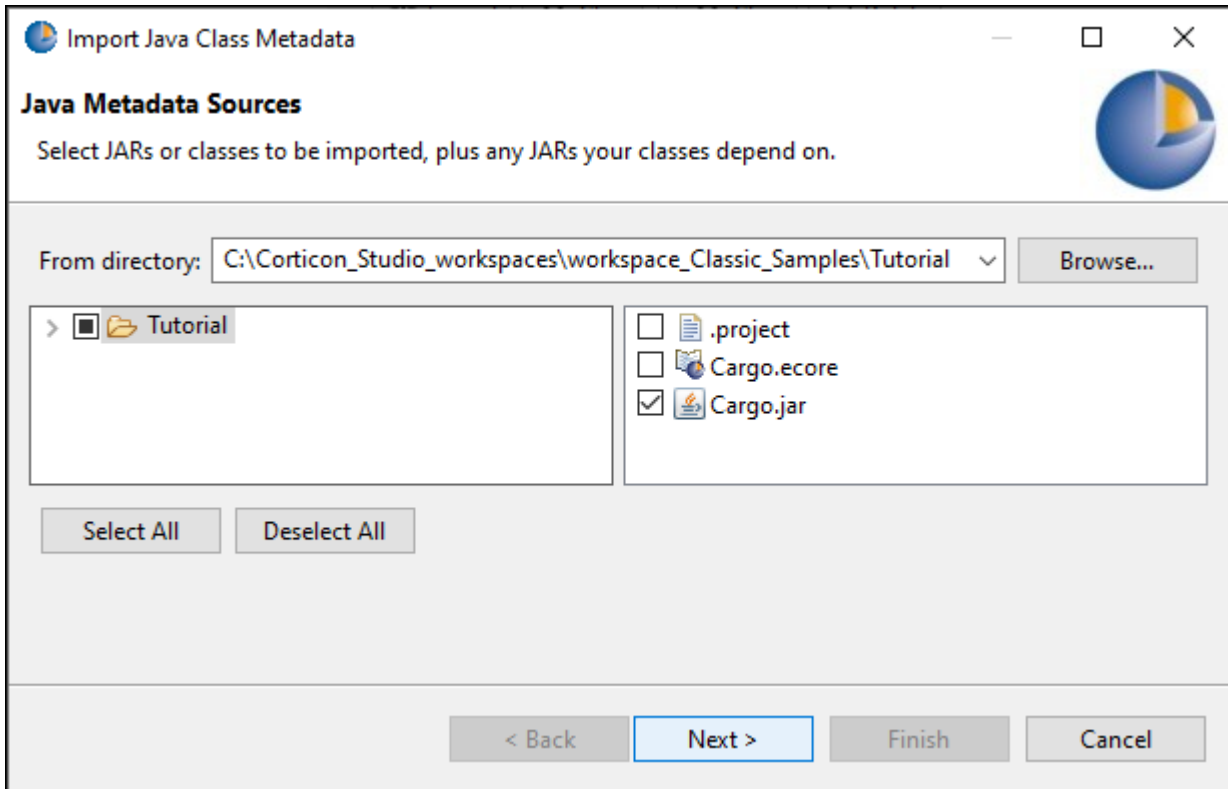 Import Java Class Metadata
Java Metadata Sources
Select JARs or classes to be imported, plus any JARs your classes depend on.
From directory: C:\Corticon_Studio_workspaces\workspace_Classic_Samples\Tutorial Browse...
Tutorial
.project
Cargo.ecore
Cargo.jar
Select All Deselect All
< Back Next > Finish Cancel